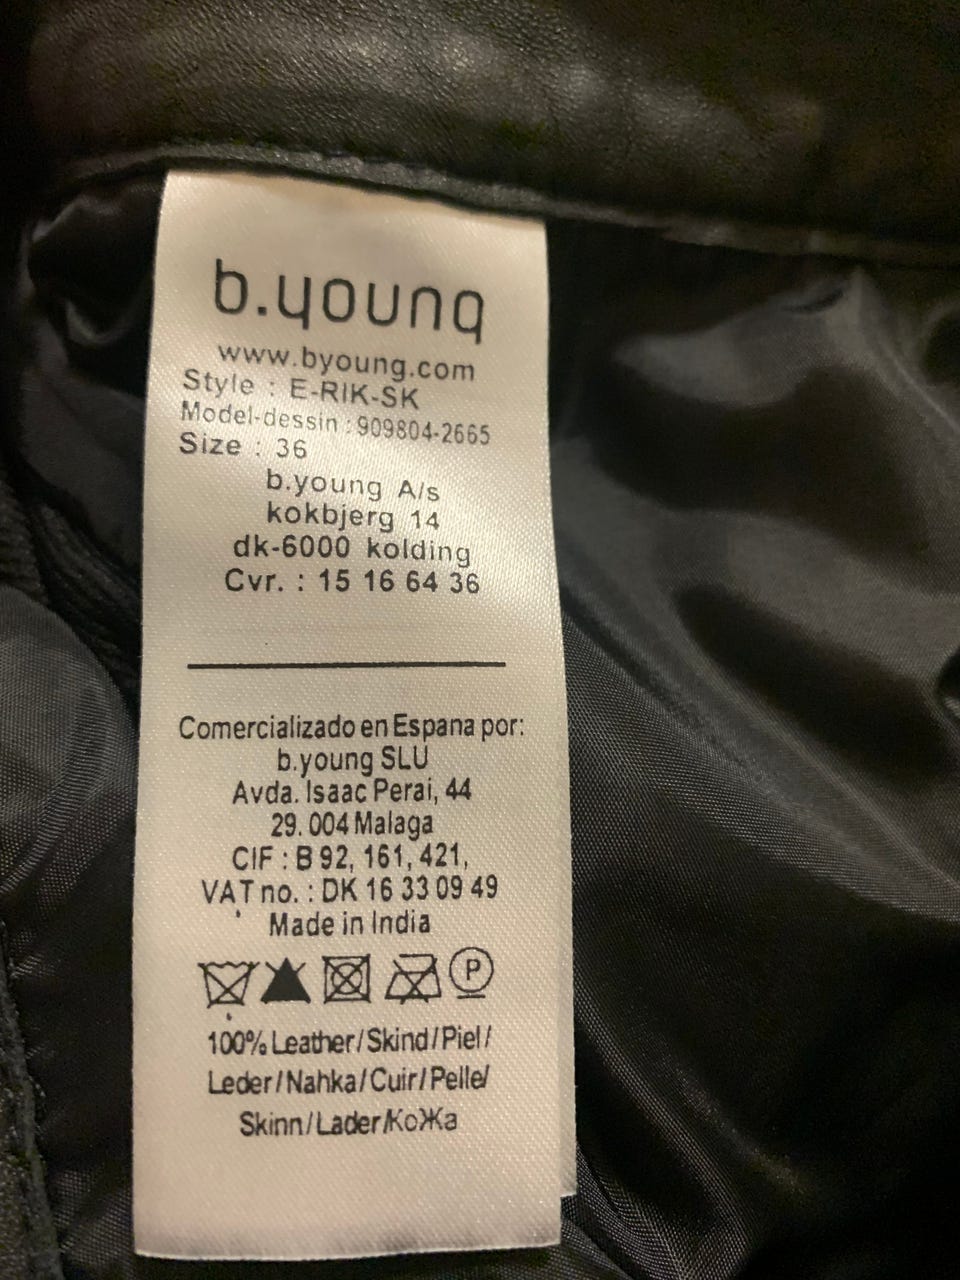 b.young
www.byoung.com
Style : E-RIK-SK
Model-dessin : 909804-2665
Size : 36
b.young A/s
kokbjerg 14
dk-6000 kolding
Cvr. : 15 16 64 36
Comercializado en Espana por:
b.young SLU
Avda. Isaac Perai, 44
29. 004 Malaga
CIF : B 92, 161, 421,
VAT no. : DK 16 33 09 49
Made in India
P
100% Leather/Skind/Piel/
Leder/Nahka/Cuir/Pelle/
Skinn/Lader/КоЖа